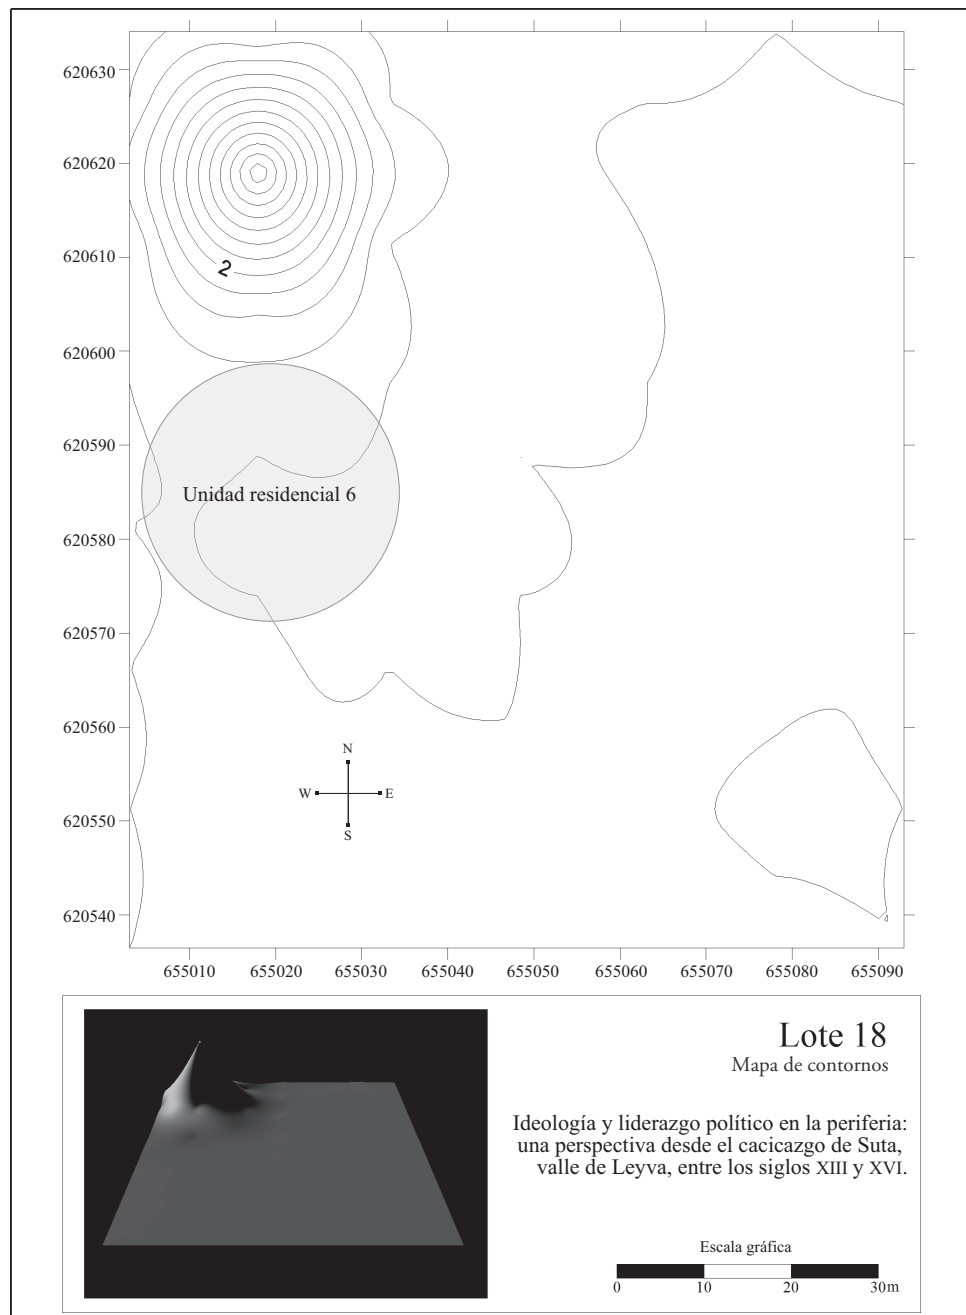 620630
620620
620610
2
620600
620590
Unidad residencial 6
620580
620570
620560
N
W E
S
620550
620540
4
655010 655020 655030 655040 655050 655060 655070 655080 655090
Lote 18
Mapa de contornos
Ideología y liderazgo político en la periferia:
una perspectiva desde el cacicazgo de Suta,
valle de Leyva, entre los siglos XIII y XVI.
Escala gráfica
0 10 20 30m